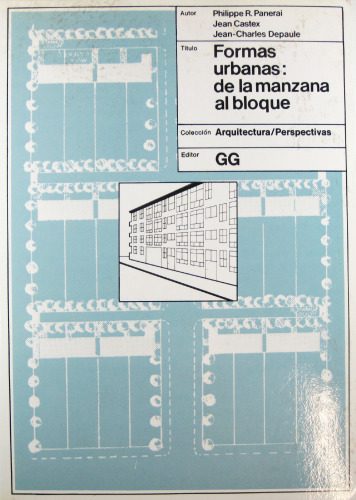 Autor Philippe R. Panerai
Jean Castex
Jean-Charles Depaule
Título Formas
urbanas:
de la manzana
al bloque
Colección Arquitectura/Perspectivas
Editor GG